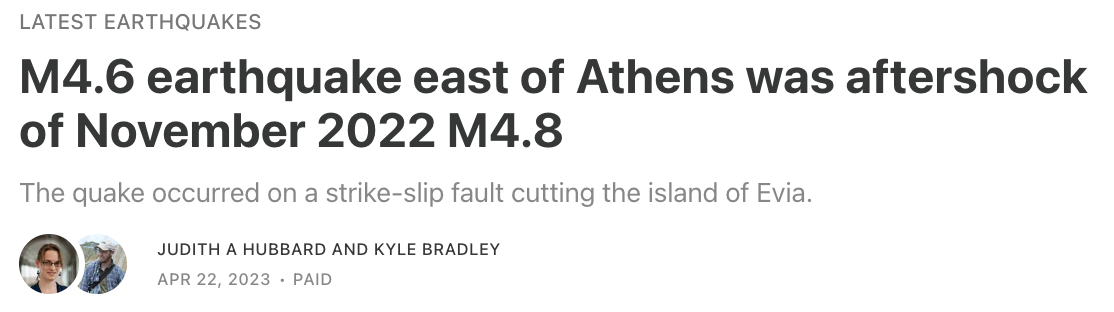 LATEST EARTHQUAKES
M4.6 earthquake east of Athens was aftershock
of November 2022 M4.8
The quake occurred on a strike-slip fault cutting the island of Evia.
JUDITH A HUBBARD AND KYLE BRADLEY
APR 22, 2023 · PAID